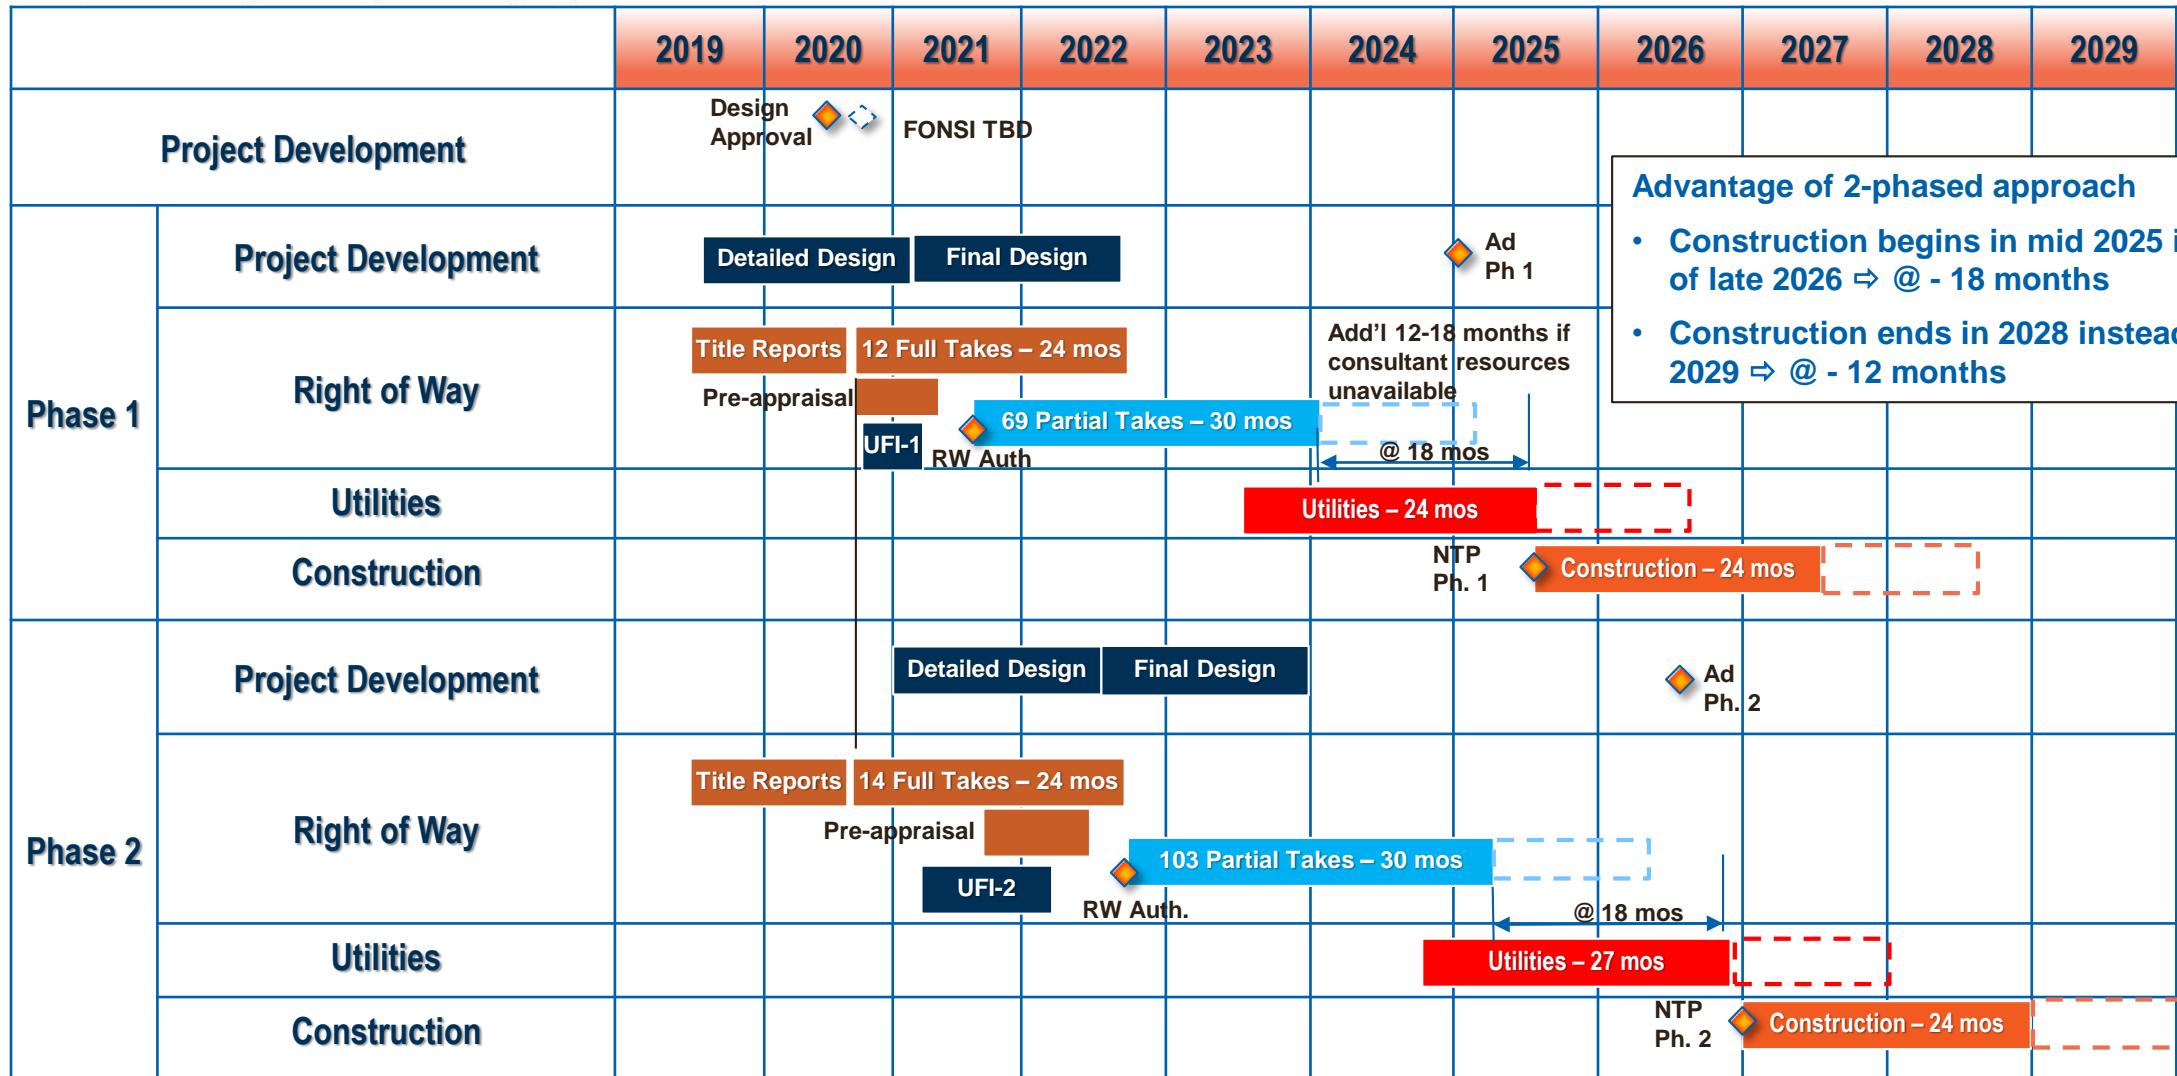 2019 2020 2021 2022 2023 2024 2025 2026 2027 2028 2029
Project Development
Design
Approval
FONSI TBD
Advantage of 2-phased approach
• Construction begins in mid 2025
of late 2026 ⇨ @ - 18 months
• Construction ends in 2028 instead
2029 ⇨ @ - 12 months
Phase 1
Project Development
Detailed Design
Final Design
Ad
Ph 1
Right of Way
Title Reports
12 Full Takes – 24 mos
Add'l 12-18 months if
consultant resources
unavailable
Pre-appraisal
69 Partial Takes – 30 mos
UFI-1
RW Auth
@ 18 mos
Utilities
Utilities – 24 mos
Construction
NTP
Ph. 1
Construction – 24 mos
Phase 2
Project Development
Detailed Design
Final Design
Ad
Ph. 2
Right of Way
Title Reports
14 Full Takes – 24 mos
Pre-appraisal
103 Partial Takes – 30 mos
UFI-2
RW Auth.
@ 18 mos
Utilities
Utilities – 27 mos
Construction
NTP
Ph. 2
Construction – 24 mos